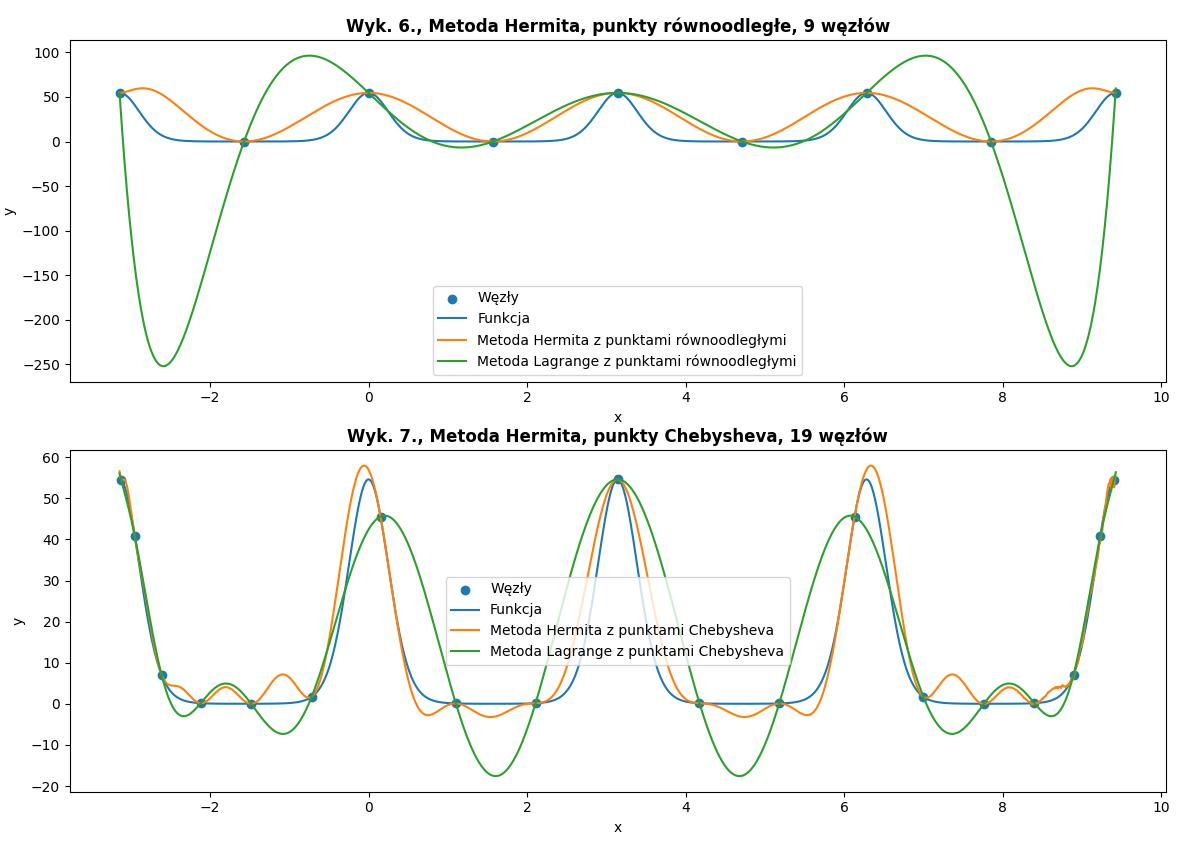 Wyk. 6., Metoda Hermita, punkty równoodległe, 9 węzłów
100
50
0
−50
−100
−150
−200
−250
y
Węzły
Funkcja
Metoda Hermita z punktami równoodległymi
Metoda Lagrange z punktami równoodległymi
−2
0
2
4
6
8
10
x
Wyk. 7., Metoda Hermita, punkty Chebysheva, 19 węzłów
60
50
40
30
20
10
0
−10
−20
y
Węzły
Funkcja
Metoda Hermita z punktami Chebysheva
Metoda Lagrange z punktami Chebysheva
−2
0
2
4
6
8
10
x